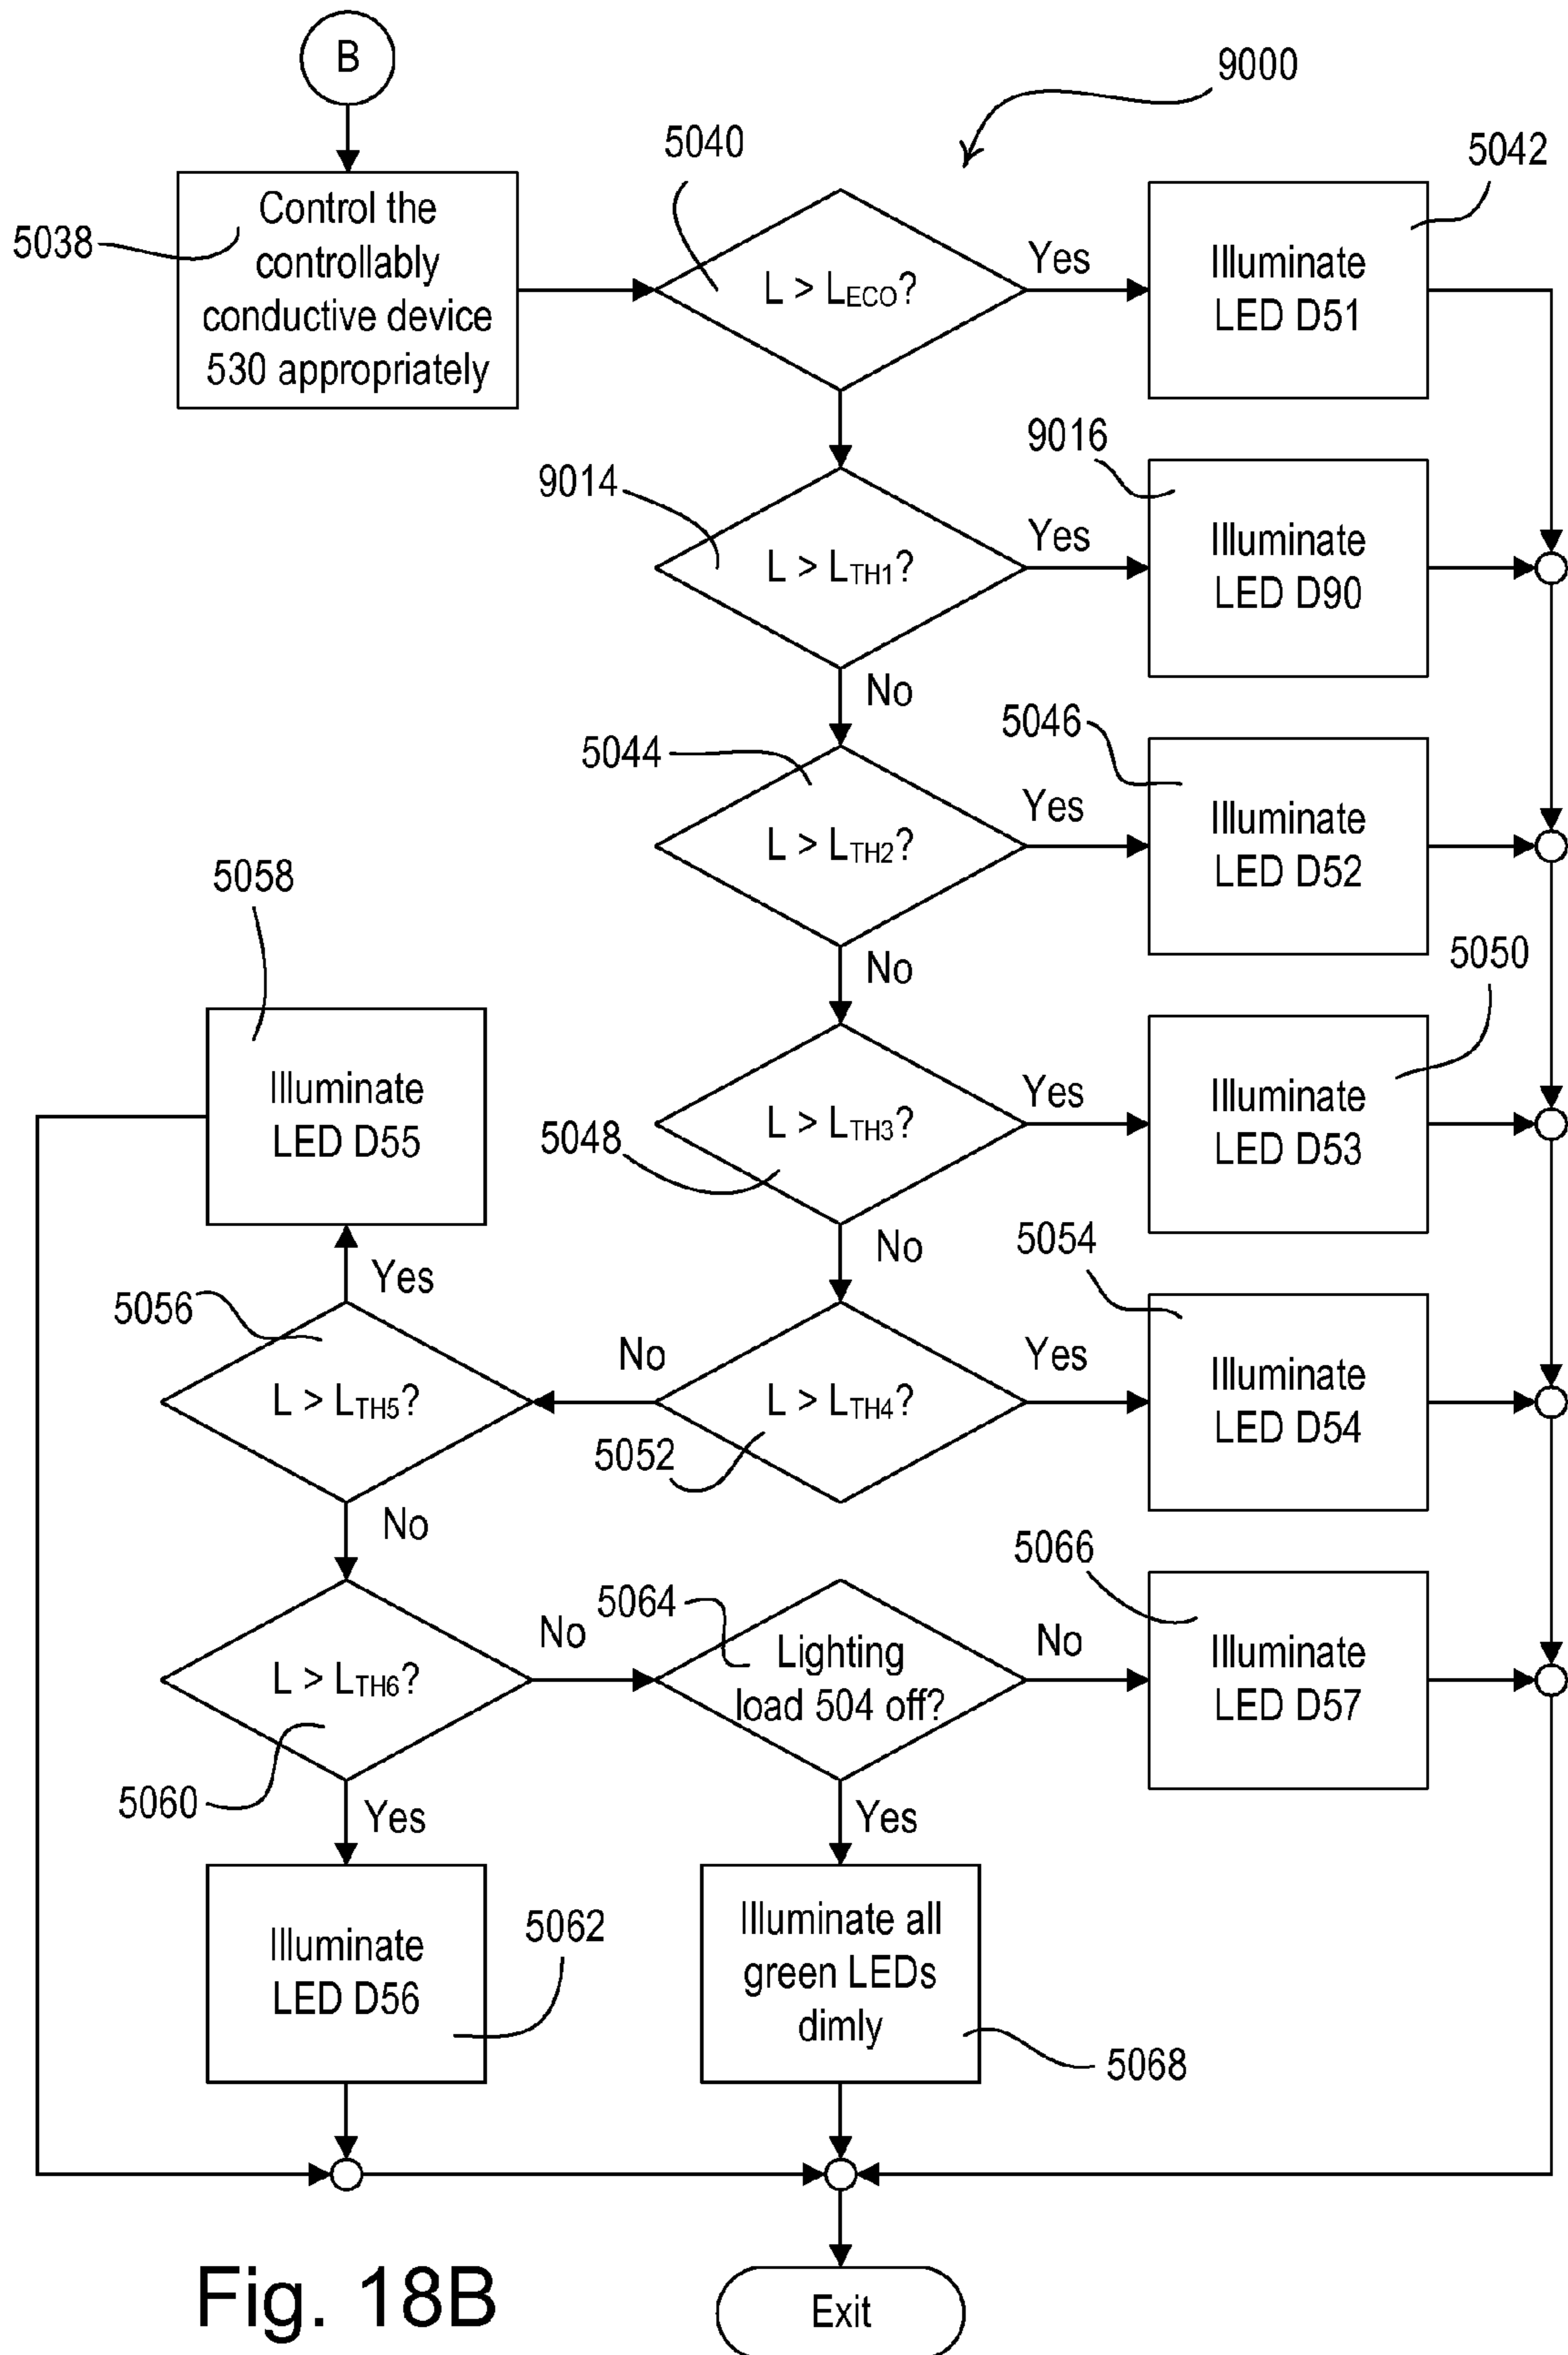 B
9000
5040
5042
5038
Control the
controllably
conductive device
530 appropriately
L > LECO?
Yes
Illuminate
LED D51
9014
9016
L > LTH1?
Yes
Illuminate
LED D90
No
5044
5046
L > LTH2?
Yes
Illuminate
LED D52
No
5058
5050
Illuminate
LED D55
5048
L > LTH3?
Yes
Illuminate
LED D53
No
5054
Yes
5056
L > LTH5?
No
L > LTH4?
5052
Yes
Illuminate
LED D54
No
5066
5064
L > LTH6?
No
Lighting
load 504 off?
No
Illuminate
LED D57
5060
Yes
Yes
Illuminate
LED D56
5062
Illuminate all
green LEDs
dimly
5068
Fig. 18B
Exit